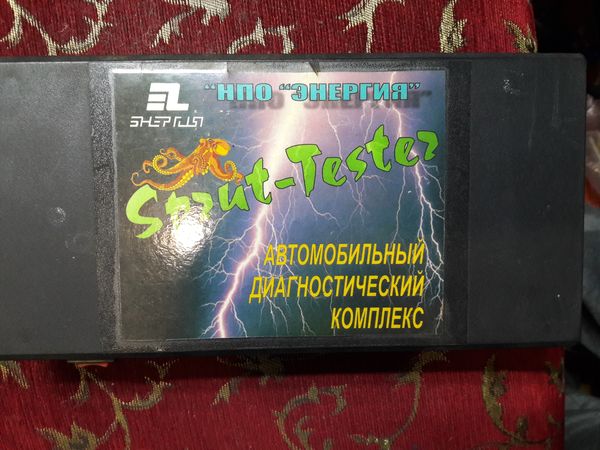 "НПО "ЭНЕРГИЯ"
ЭНЕРГИЯ
Sprut-Tester
АВТОМОБИЛЬНЫЙ
ДИАГНОСТИЧЕСКИЙ
КОМПЛЕКС